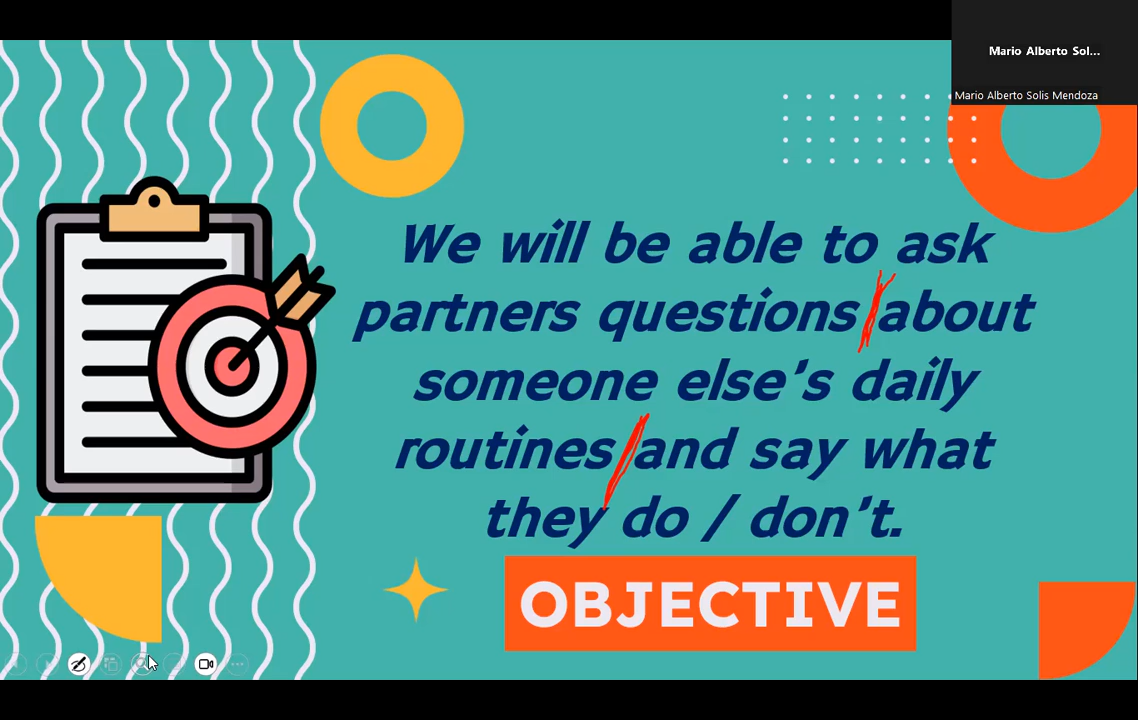 Mario Alberto Sol...
Mario Alberto Solis Mendoza
We will be able to ask
partners questions about
someone else's daily
routines and say what
they do / don't.
OBJECTIVE